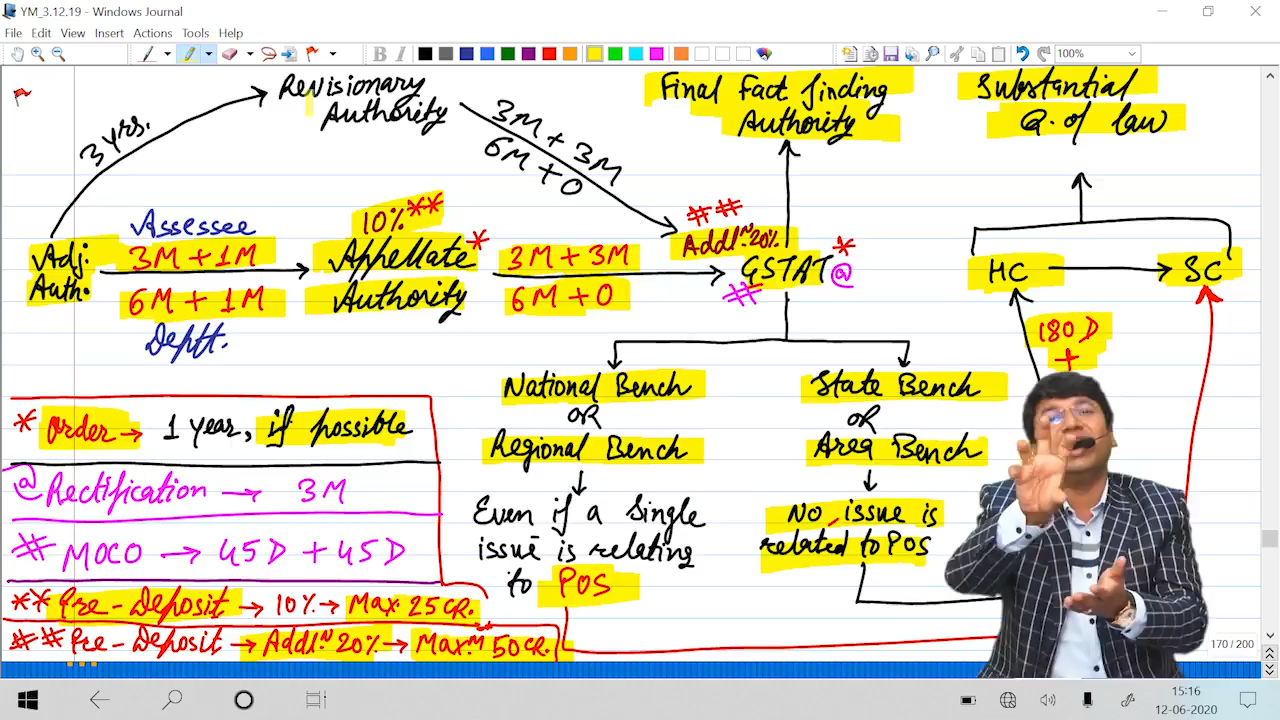 YM_3.12.19 - Windows Journal
File Edit View Insert Actions Tools Help
100%
Revisionary
Authority
Final Fact finding
Authority
Substantial
Q. of law
3 yrs.
3M + 3M
6M + 0
Assessee
10%**
##
Addl.ⁿ 20%
Adj.
Auth.
3M + 1M
Appellate*
3M + 3M
GSTAT*
@
HC
SC
6M + 1M
Authority
6M + 0
##
Deptt.
180 D
+
National Bench
State Bench
OR
OR
Regional Bench
Area Bench
* Order → 1 year, if possible
@ Rectification → 3M
# MOCO → 45D + 45D
** Pre-Deposit → 10% → Max. 25 CR.
## Pre-Deposit → Addl.ⁿ 20% → Max.ᵐ 50 CR.
Even if a single
issue is relating
to POS
No issue is
related to POS
170 / 200
15:16
12-06-2020